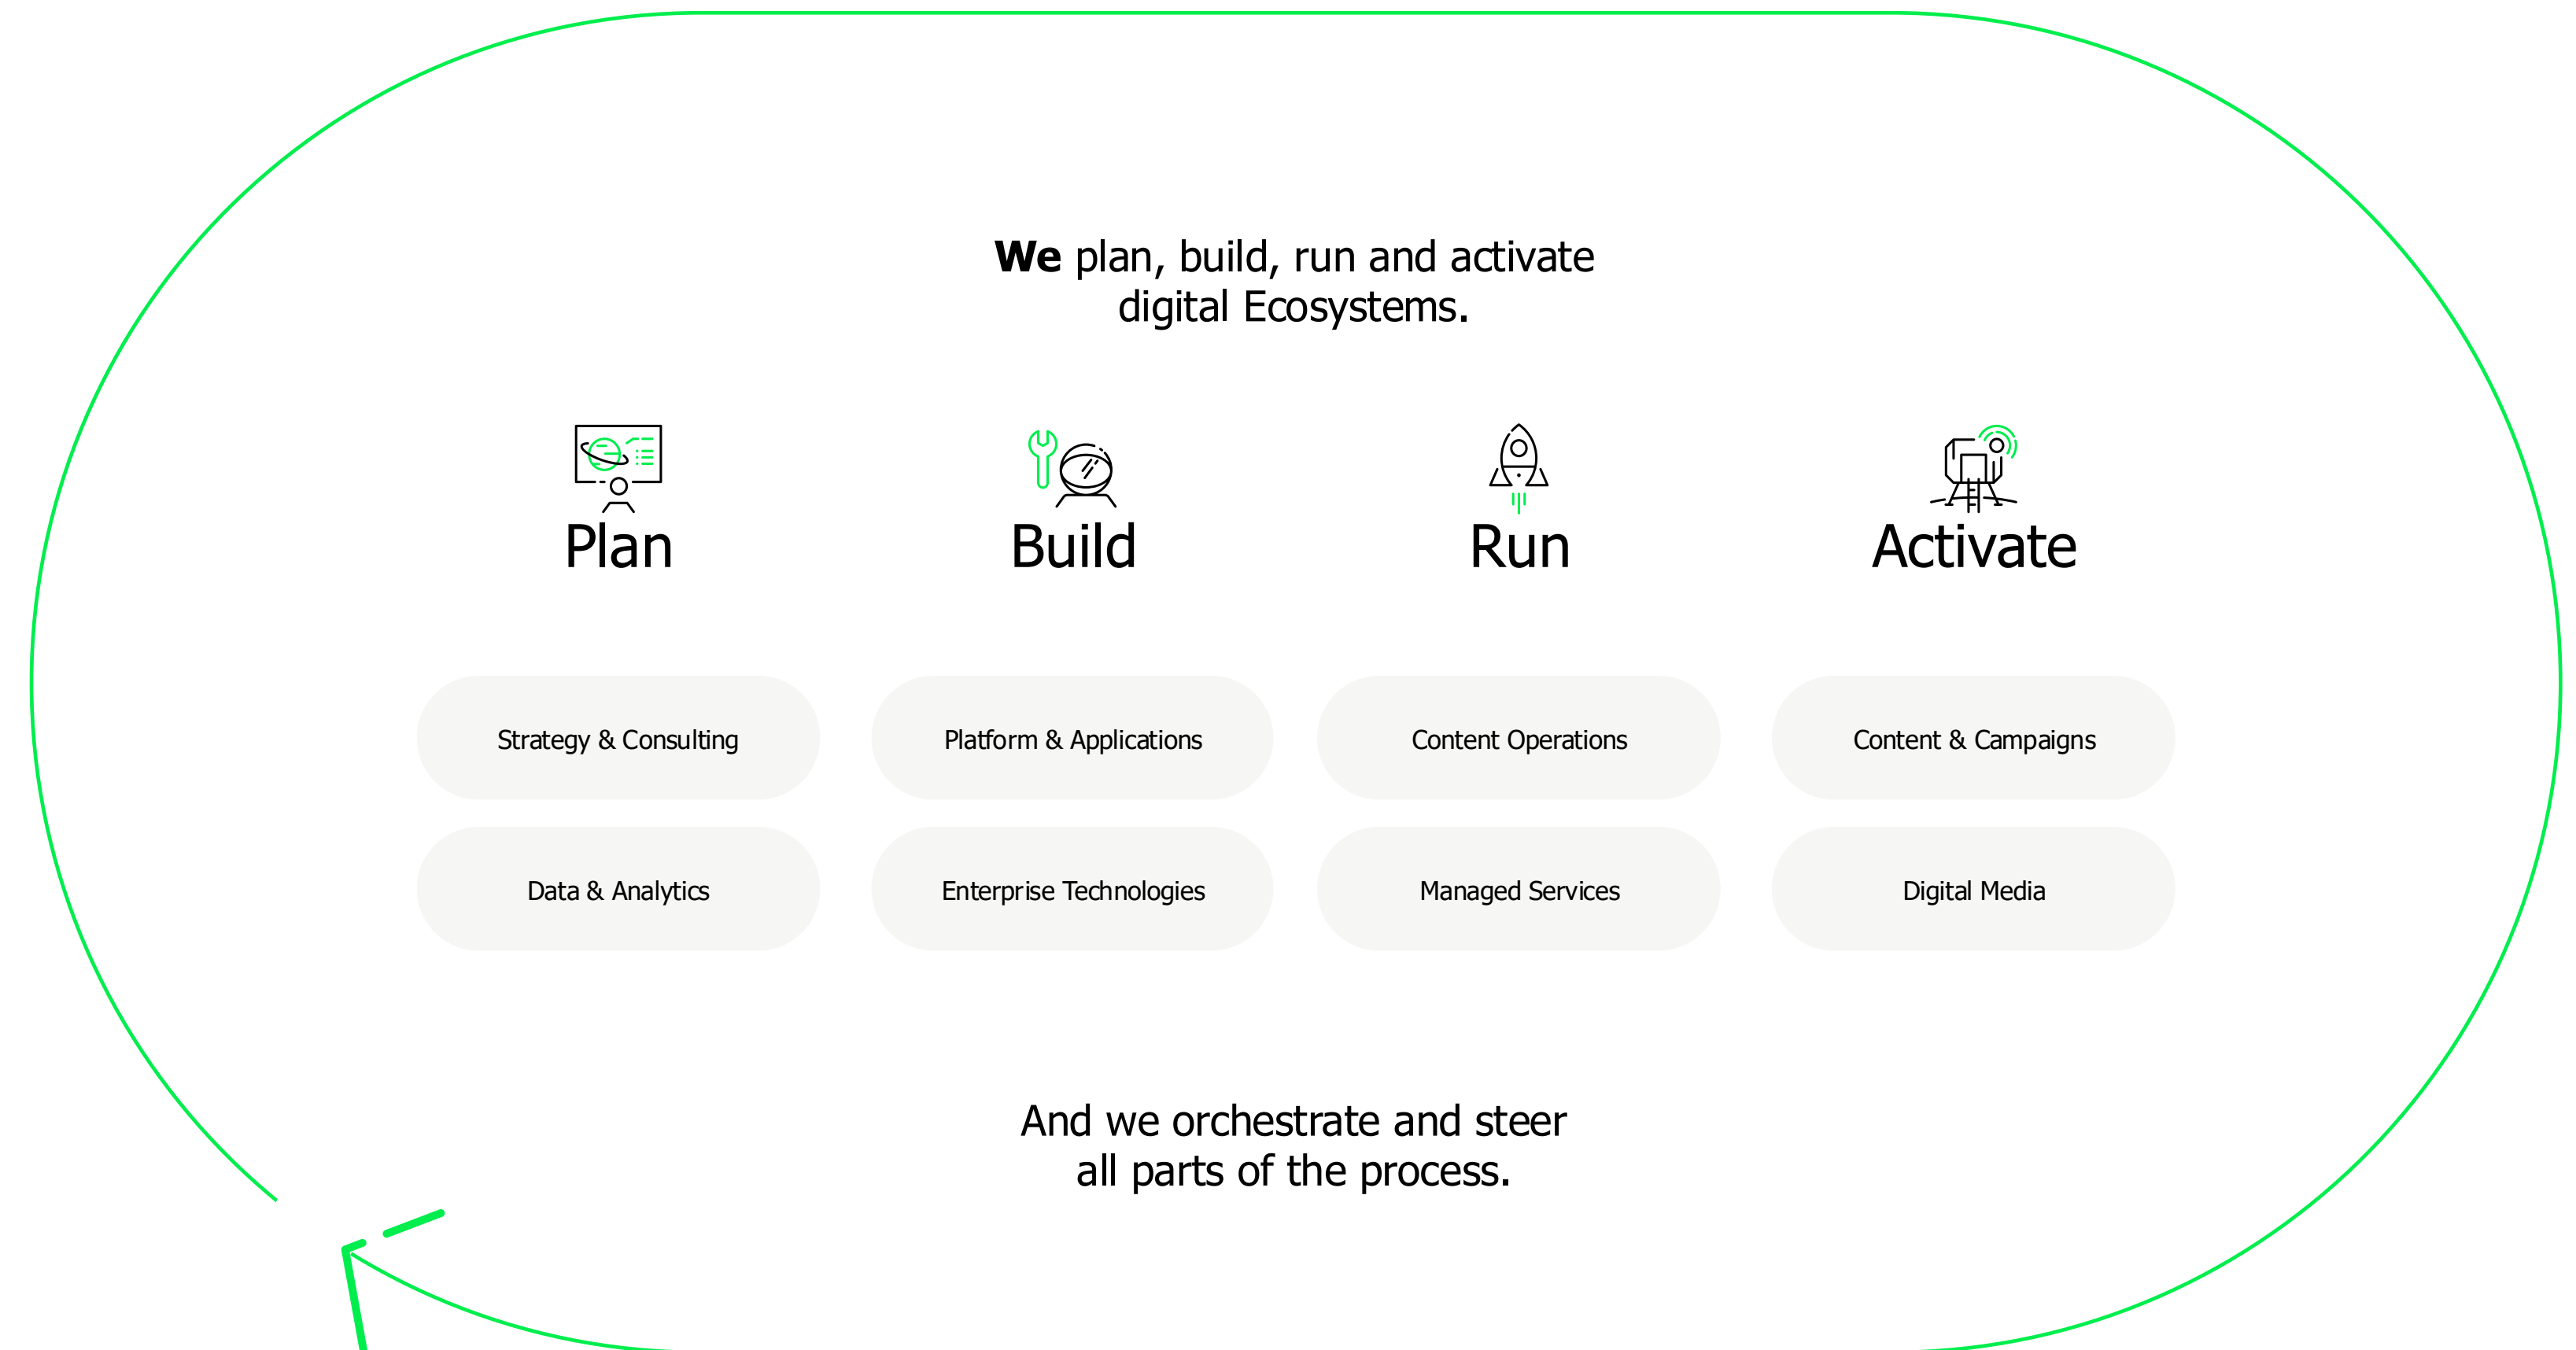 We plan, build, run and activate
digital Ecosystems.
Plan
Build
Run
Activate
Strategy & Consulting
Platform & Applications
Content Operations
Content & Campaigns
Data & Analytics
Enterprise Technologies
Managed Services
Digital Media
And we orchestrate and steer
all parts of the process.